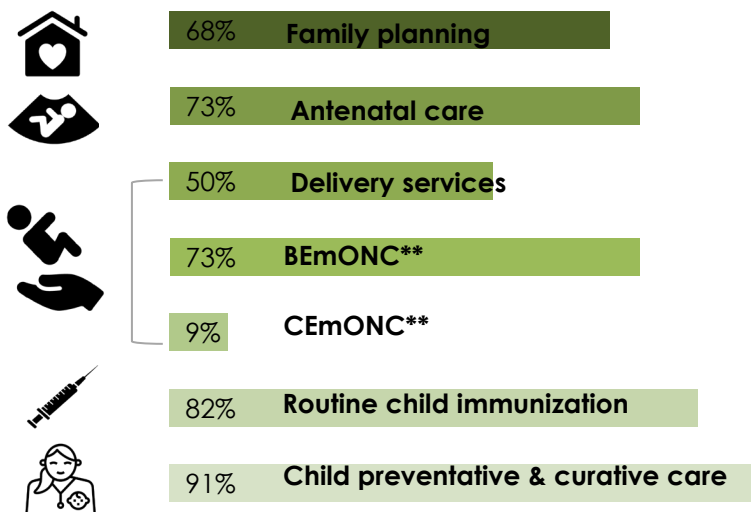 68% Family planning
73% Antenatal care
50% Delivery services
73% BEmONC**
9% CEmONC**
82% Routine child immunization
91% Child preventative & curative care